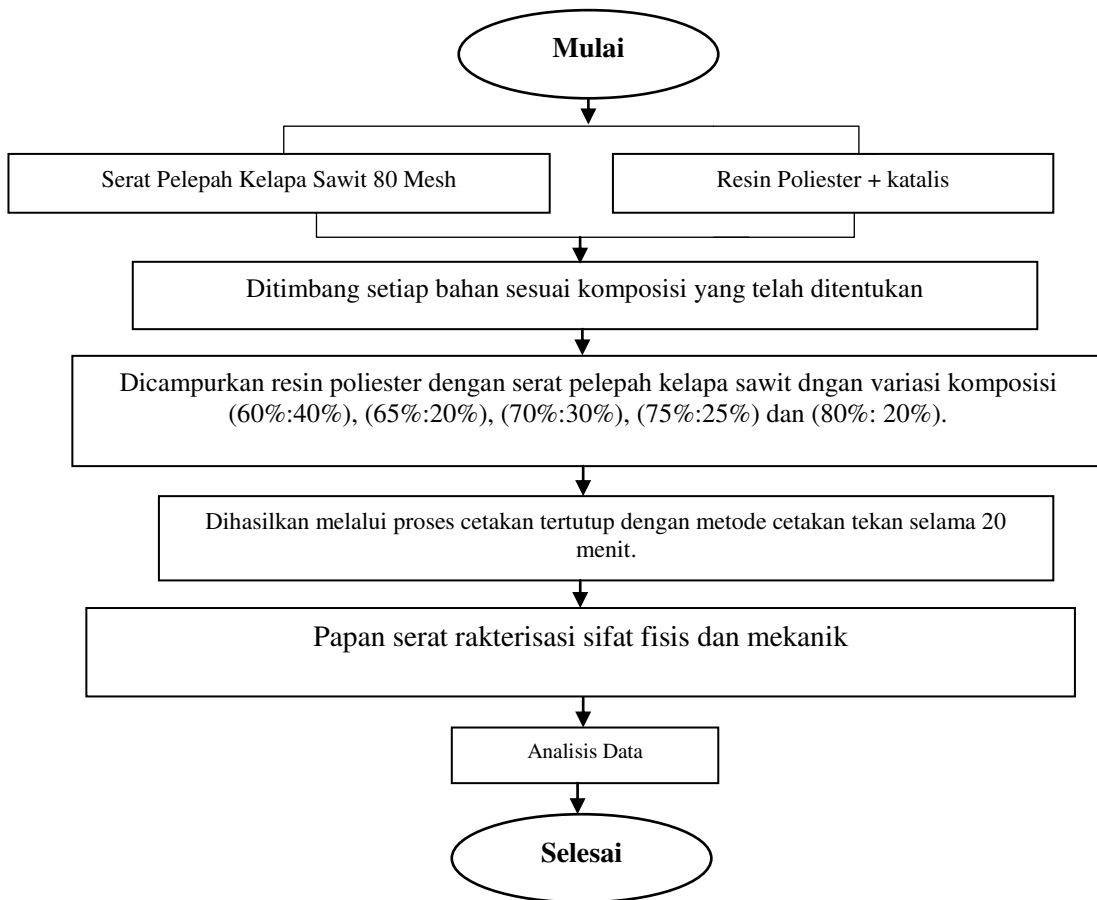 Mulai
Serat Pelepah Kelapa Sawit 80 Mesh
Resin Poliester + katalis
Ditimbang setiap bahan sesuai komposisi yang telah ditentukan
Dicampurkan resin poliester dengan serat pelepah kelapa sawit dngan variasi komposisi
(60%:40%), (65%:20%), (70%:30%), (75%:25%) dan (80%: 20%).
Dihasilkan melalui proses cetakan tertutup dengan metode cetakan tekan selama 20
menit.
Papan serat rakterisasi sifat fisis dan mekanik
Analisis Data
Selesai